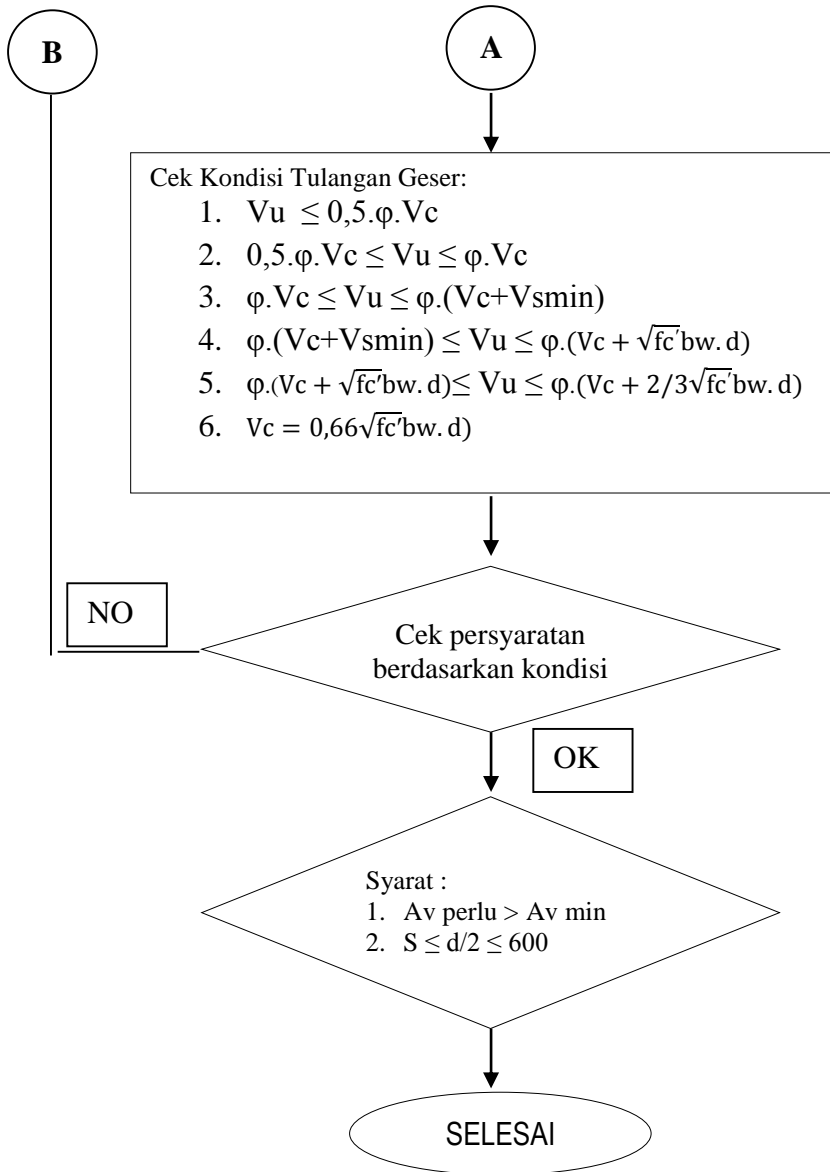 B
A
Cek Kondisi Tulangan Geser:
1. Vu ≤ 0,5.φ.Vc
2. 0,5.φ.Vc ≤ Vu ≤ φ.Vc
3. φ.Vc ≤ Vu ≤ φ.(Vc+Vsmin)
4. φ.(Vc+Vsmin) ≤ Vu ≤ φ.(Vc + √fc′bw. d)
5. φ.(Vc + √fc′bw. d)≤ Vu ≤ φ.(Vc + 2/3√fc′bw. d)
6. Vc = 0,66√fc′bw. d)
NO
Cek persyaratan
berdasarkan kondisi
OK
Syarat :
1. Av perlu > Av min
2. S ≤ d/2 ≤ 600
SELESAI